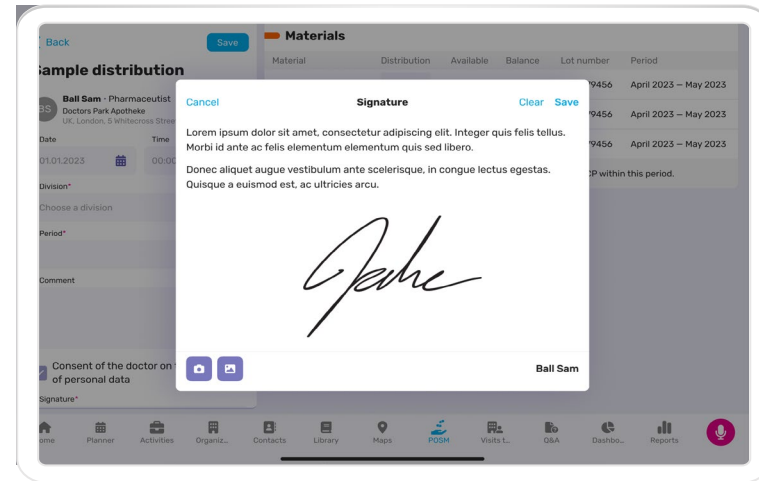 Back
Save
Sample distribution
BS
Ball Sam · Pharmaceutist
Doctors Park Apotheke
UK, London, 5 Whitecross Stree
Date
Time
01.01.2023
00:00
Division*
Choose a division
Period*
Comment
Consent of the doctor on
of personal data
Signature*
Materials
Material Distribution Available Balance Lot number Period
79456 April 2023 — May 2023
79456 April 2023 — May 2023
79456 April 2023 — May 2023
CP within this period.
Cancel
Signature
Clear
Save
Lorem ipsum dolor sit amet, consectetur adipiscing elit. Integer quis felis tellus.
Morbi id ante ac felis elementum elementum quis sed libero.
Donec aliquet augue vestibulum ante scelerisque, in congue lectus egestas.
Quisque a euismod est, ac ultricies arcu.
Ball Sam
ome
Planner
Activities
Organiz...
Contacts
Library
Maps
POSM
Visits t...
Q&A
Dashbo...
Reports